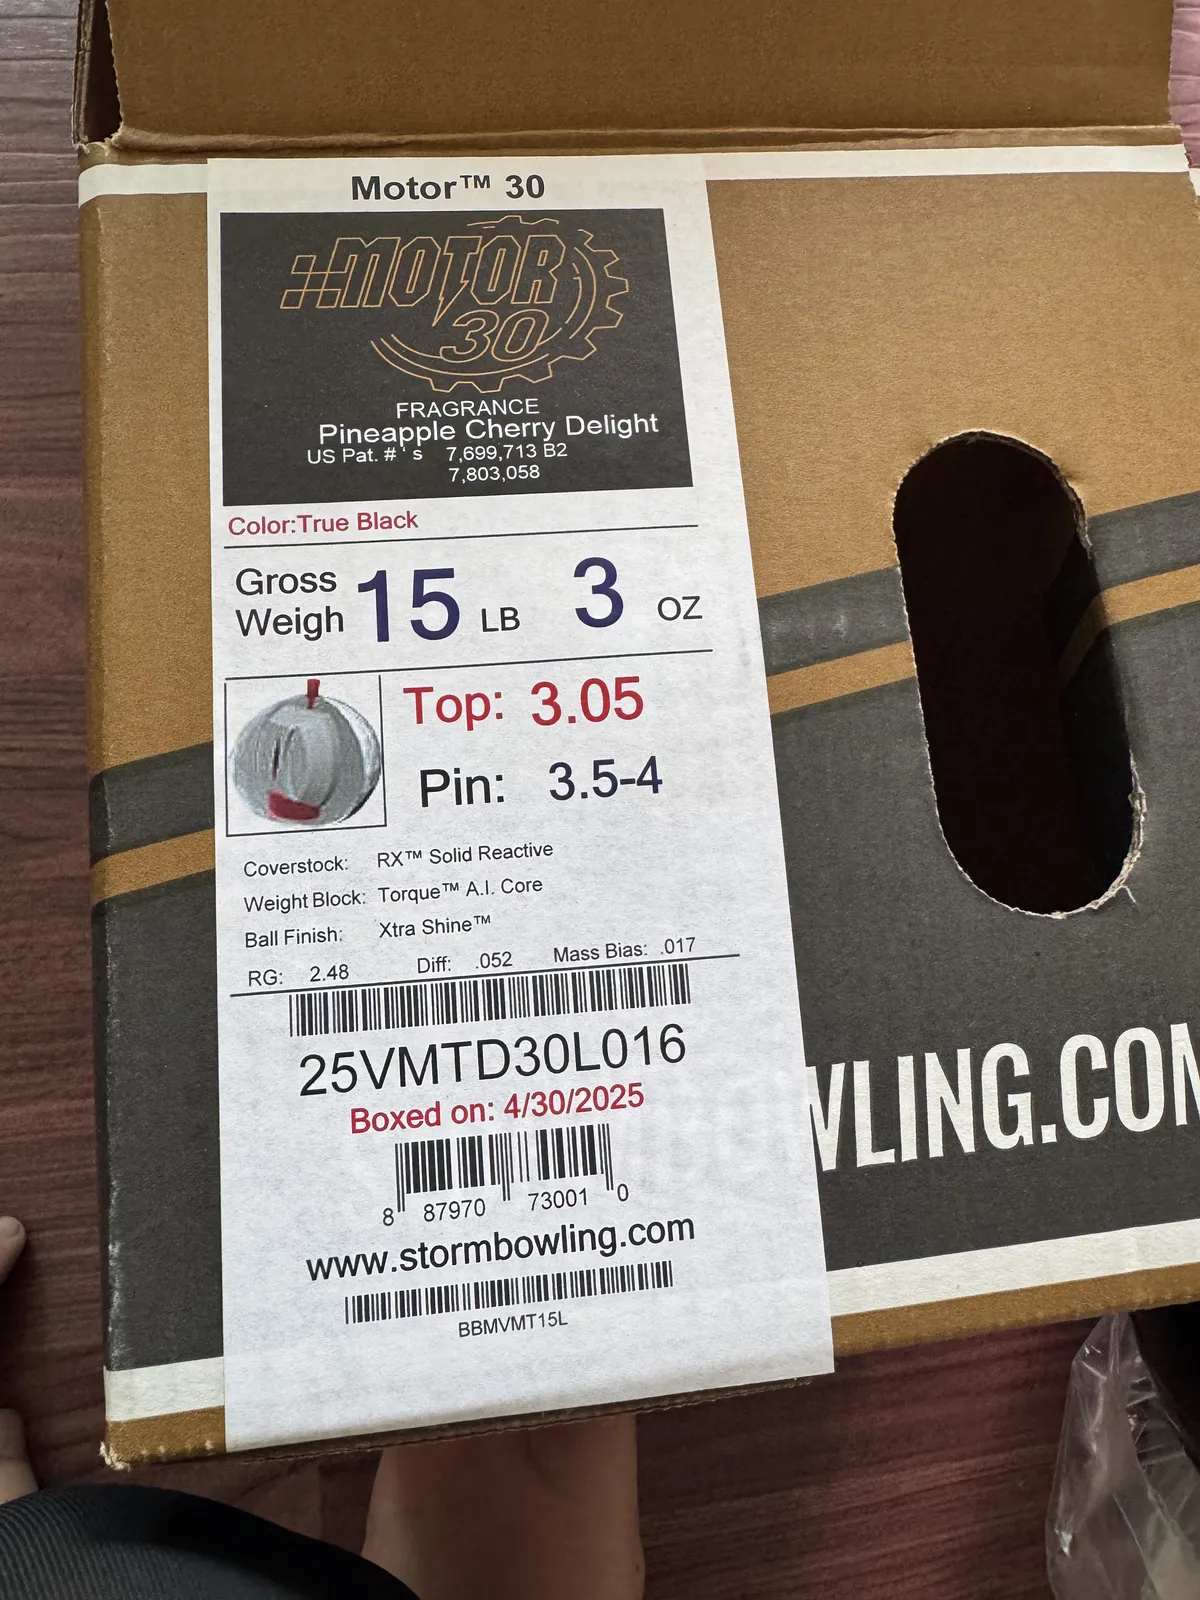 Motor™ 30
MOTOR
30
FRAGRANCE
Pineapple Cherry Delight
US Pat. #'s 7,699,713 B2
7,803,058
Color:True Black
Gross
Weigh 15 LB 3 OZ
Top: 3.05
Pin: 3.5-4
Coverstock: RX™ Solid Reactive
Weight Block: Torque™ A.I. Core
Ball Finish: Xtra Shine™
RG: 2.48 Diff: .052 Mass Bias: .017
25VMTD30L016
Boxed on: 4/30/2025
8 87970 73001 0
www.stormbowling.com
BBMVMT15L
WLING.COM